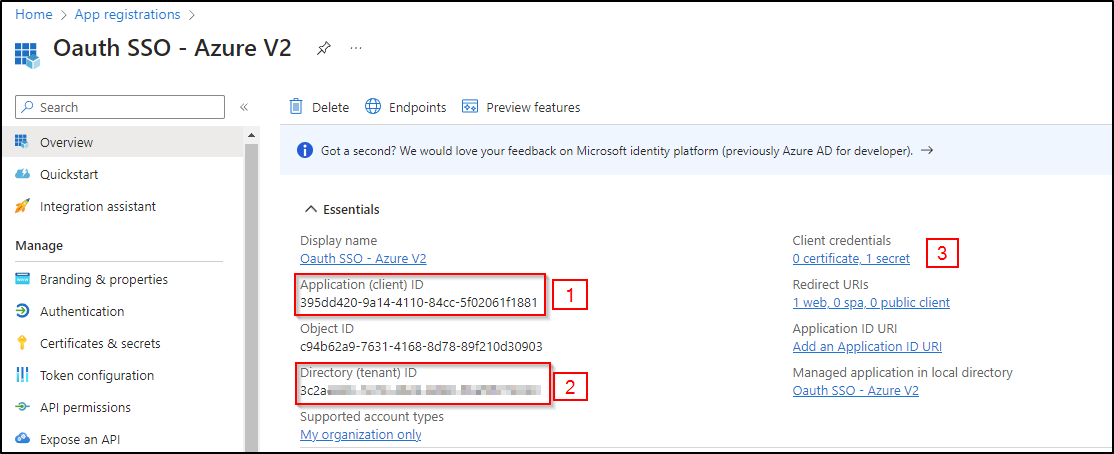 Home > App registrations >
Oauth SSO - Azure V2
Search
Overview
Quickstart
Integration assistant
Manage
Branding & properties
Authentication
Certificates & secrets
Token configuration
API permissions
Expose an API
Delete
Endpoints
Preview features
Got a second? We would love your feedback on Microsoft identity platform (previously Azure AD for developer).
Essentials
Display name
Oauth SSO - Azure V2
Application (client) ID
395dd420-9a14-4110-84cc-5f02061f1881
1
Object ID
c94b62a9-7631-4168-8d78-89f210d30903
Directory (tenant) ID
3c2a
2
Supported account types
My organization only
Client credentials
0 certificate, 1 secret
3
Redirect URIs
1 web, 0 spa, 0 public client
Application ID URI
Add an Application ID URI
Managed application in local directory
Oauth SSO - Azure V2